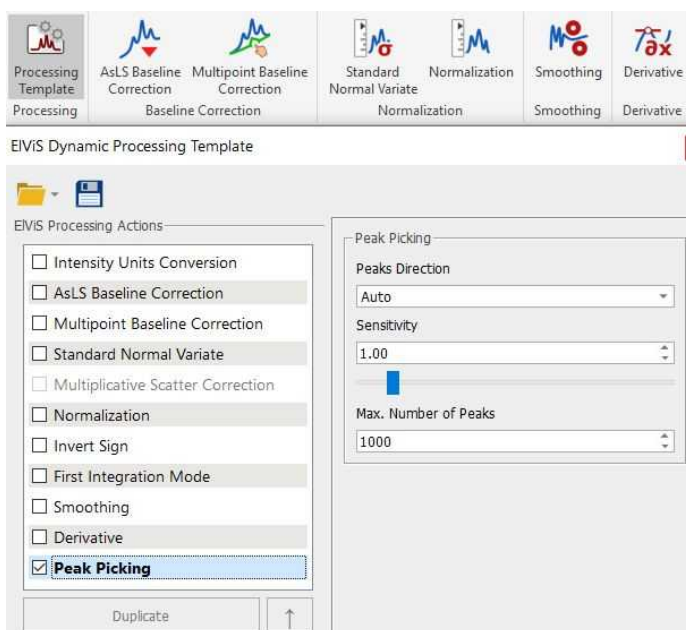 Processing Template
AsLS Baseline Correction
Multipoint Baseline Correction
Standard Normal Variate
Normalization
Smoothing
Derivative
Processing
Baseline Correction
Normalization
Smoothing
Derivative
ElViS Dynamic Processing Template
ElViS Processing Actions
Intensity Units Conversion
AsLS Baseline Correction
Multipoint Baseline Correction
Standard Normal Variate
Multiplicative Scatter Correction
Normalization
Invert Sign
First Integration Mode
Smoothing
Derivative
Peak Picking
Duplicate
↑
Peak Picking
Peaks Direction
Auto
Sensitivity
1.00
Max. Number of Peaks
1000